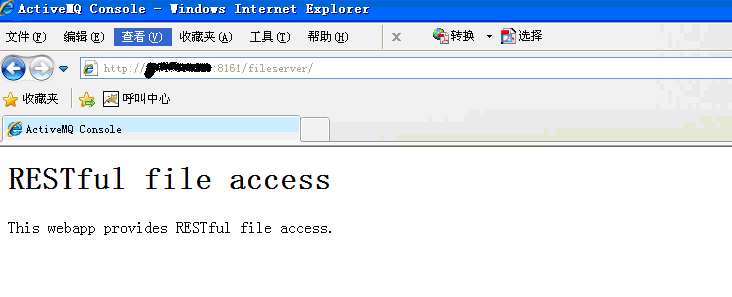 ActiveMQ Console - Windows Internet Explorer
文件(F) 编辑(E) 查看(V) 收藏夹(A) 工具(T) 帮助(H) x 转换 选择
http:// :8161/fileserver/
收藏夹 呼叫中心
ActiveMQ Console
RESTful file access
This webapp provides RESTful file access.